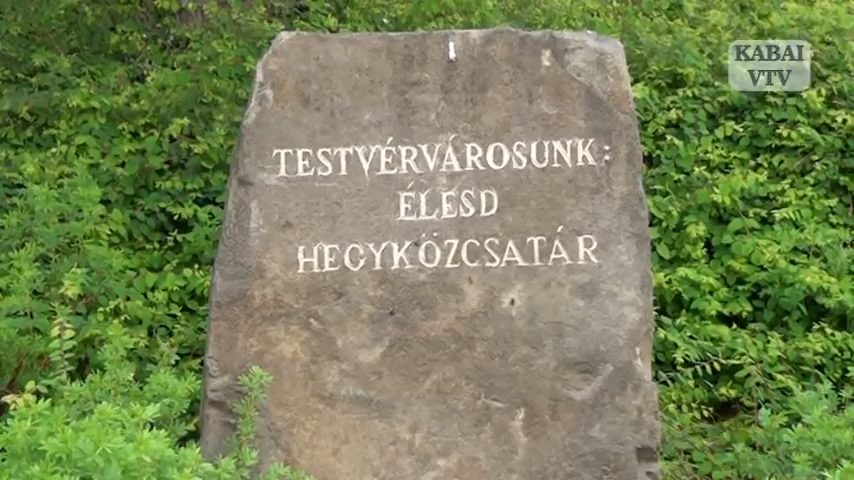 KABAI
VTV
TESTVÉRVÁROSUNK:
ÉLESD
HEGYKÖZCSATÁR